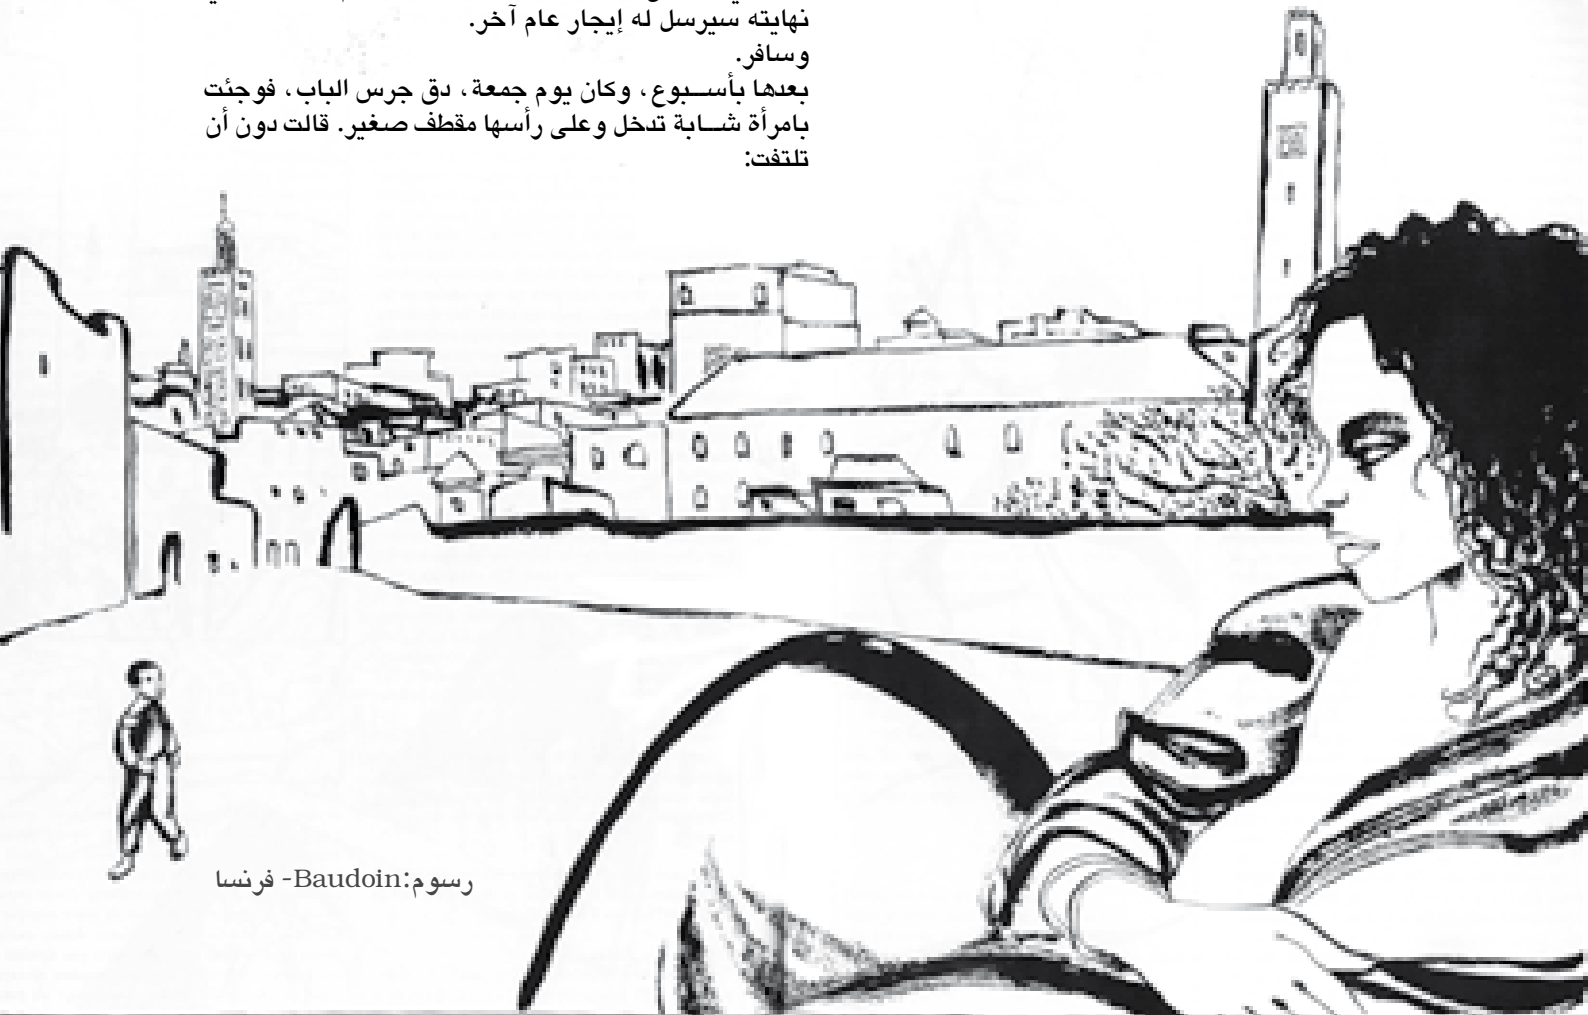 نهايته سيرسل له إيجار عام آخر.
وسافر.
بعدها بأسبوع، وكان يوم جمعة، دق جرس الباب، فوجئت
بامرأة شابة تدخل وعلى رأسها مقطف صغير. قالت دون أن
تلتفت:
رسوم:Baudoin- فرنسا